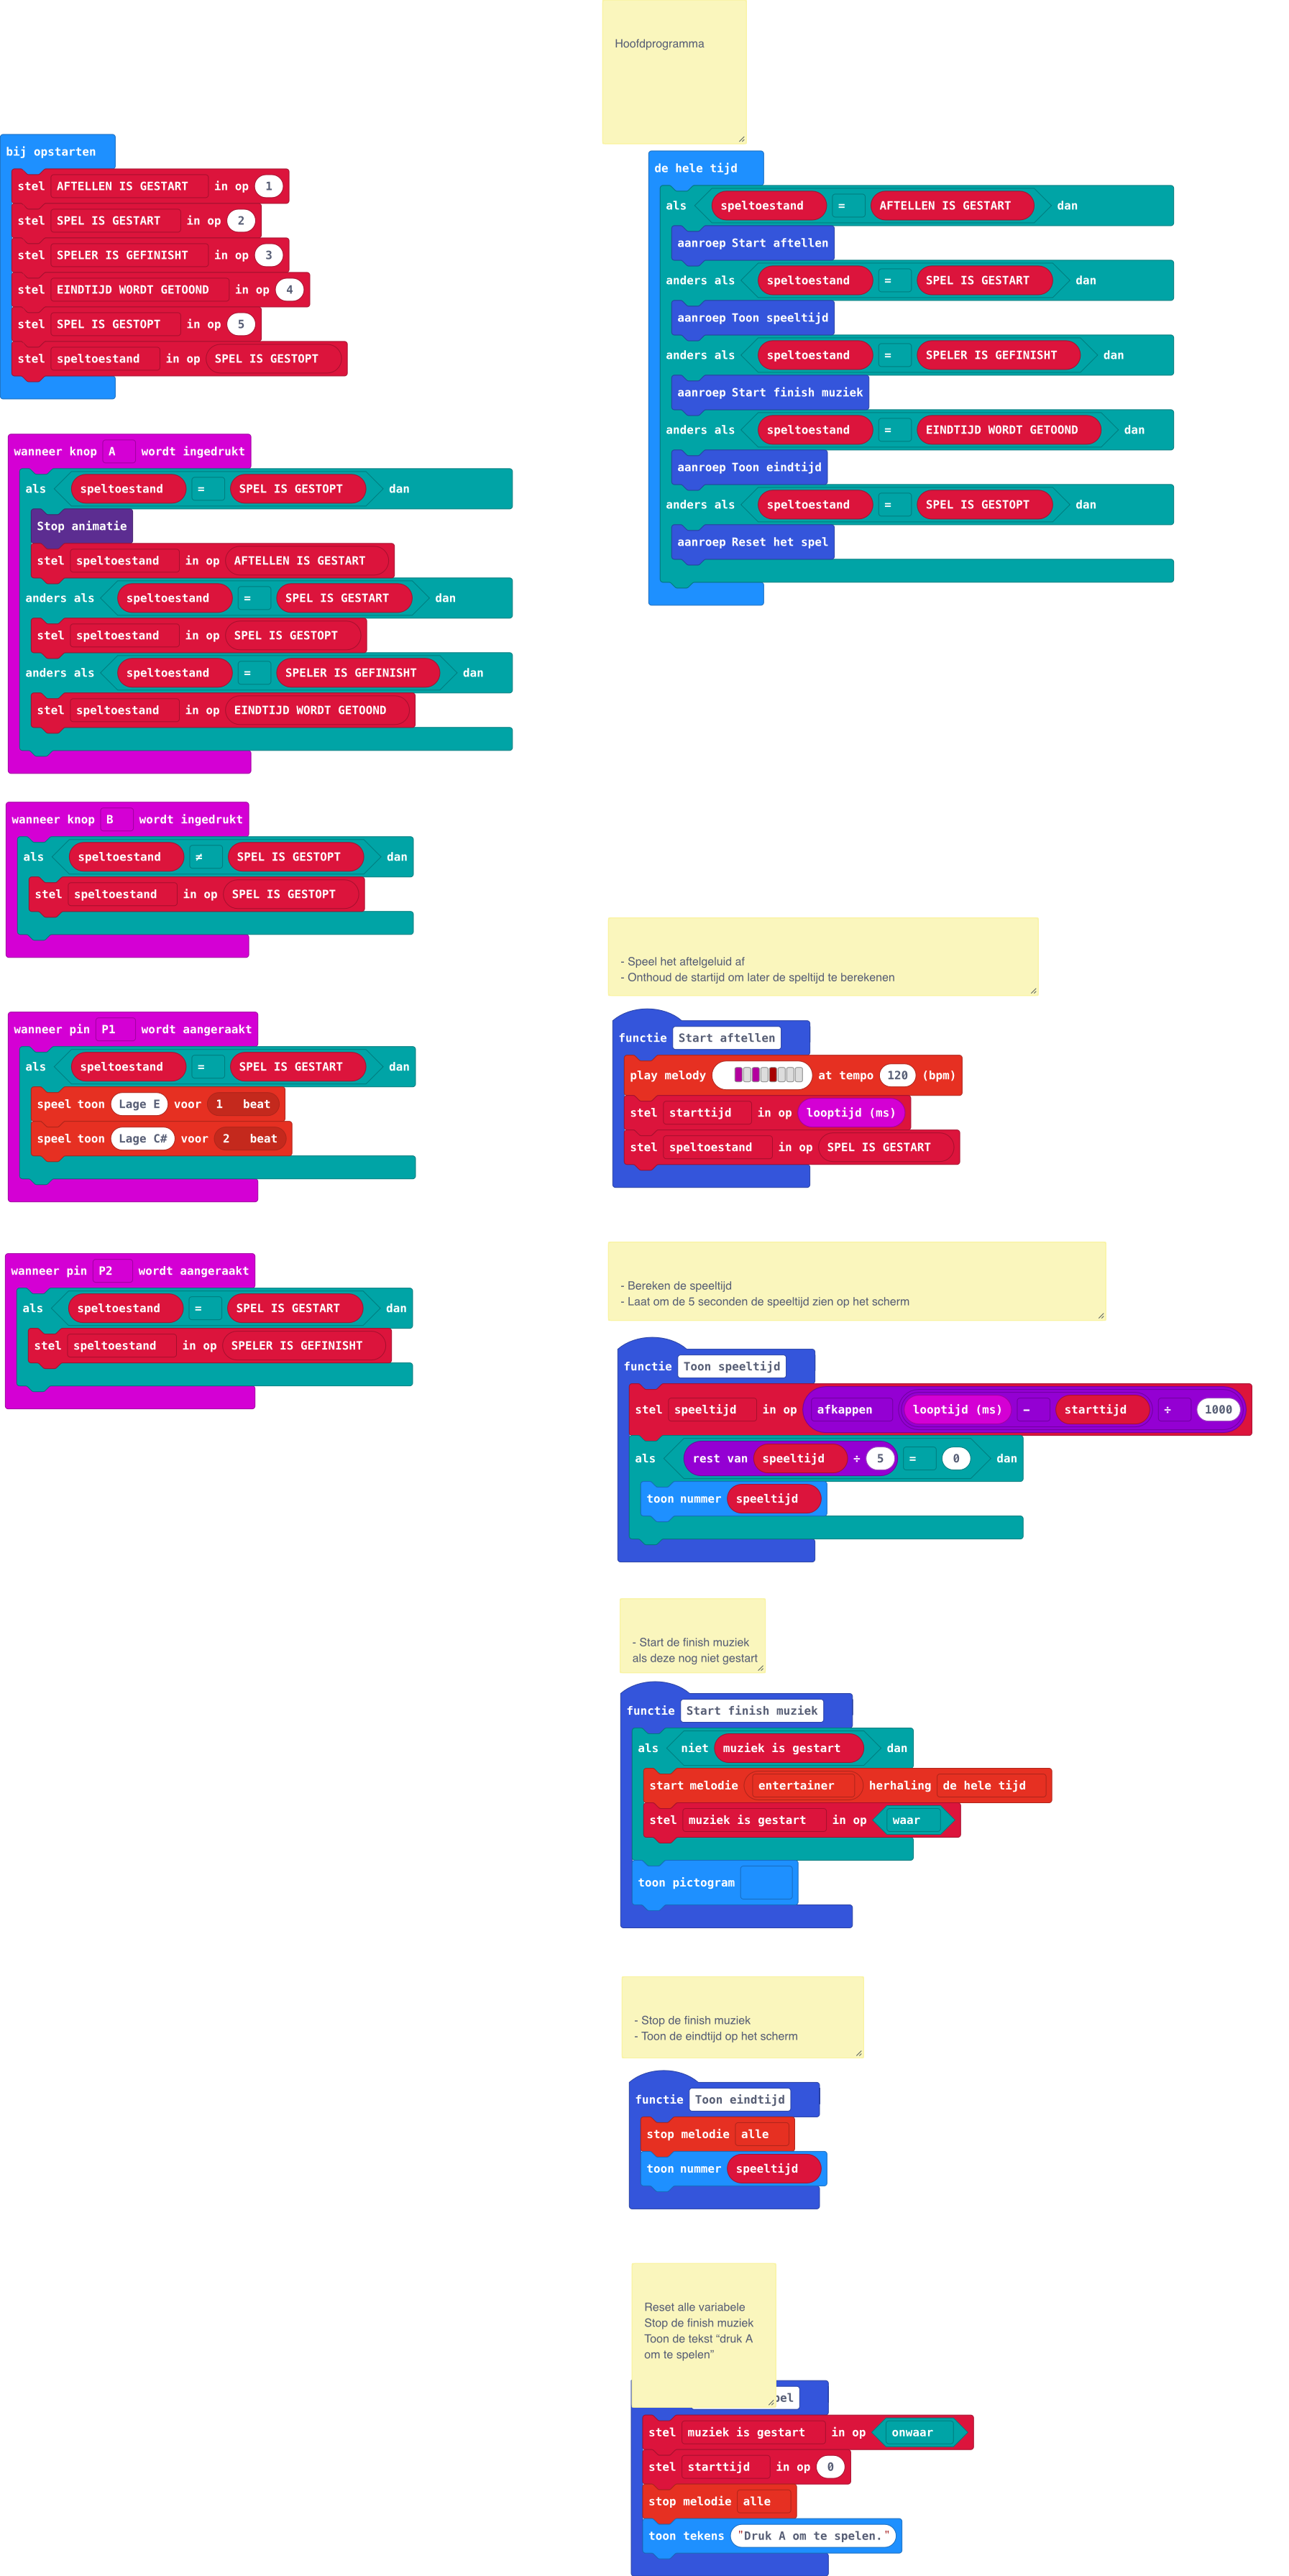 Hoofdprogramma
bij opstarten
stel AFTELLEN IS GESTART in op 1
stel SPEL IS GESTART in op 2
stel SPELER IS GEFINISHT in op 3
stel EINDTIJD WORDT GETOOND in op 4
stel SPEL IS GESTOPT in op 5
stel speltoestand in op SPEL IS GESTOPT
wanneer knop A wordt ingedrukt
als speltoestand = SPEL IS GESTOPT dan
Stop animatie
stel speltoestand in op AFTELLEN IS GESTART
anders als speltoestand = SPEL IS GESTART dan
stel speltoestand in op SPEL IS GESTOPT
anders als speltoestand = SPELER IS GEFINISHT dan
stel speltoestand in op EINDTIJD WORDT GETOOND
wanneer knop B wordt ingedrukt
als speltoestand ≠ SPEL IS GESTOPT dan
stel speltoestand in op SPEL IS GESTOPT
wanneer pin P1 wordt aangeraakt
als speltoestand = SPEL IS GESTART dan
speel toon Lage E voor 1 beat
speel toon Lage C# voor 2 beat
wanneer pin P2 wordt aangeraakt
als speltoestand = SPEL IS GESTART dan
stel speltoestand in op SPELER IS GEFINISHT
de hele tijd
als speltoestand = AFTELLEN IS GESTART dan
aanroep Start aftellen
anders als speltoestand = SPEL IS GESTART dan
aanroep Toon speeltijd
anders als speltoestand = SPELER IS GEFINISHT dan
aanroep Start finish muziek
anders als speltoestand = EINDTIJD WORDT GETOOND dan
aanroep Toon eindtijd
anders als speltoestand = SPEL IS GESTOPT dan
aanroep Reset het spel
- Speel het aftelgeluid af
- Onthoud de startijd om later de speltijd te berekenen
functie Start aftellen
play melody at tempo 120 (bpm)
stel starttijd in op looptijd (ms)
stel speltoestand in op SPEL IS GESTART
- Bereken de speeltijd
- Laat om de 5 seconden de speeltijd zien op het scherm
functie Toon speeltijd
stel speeltijd in op afkappen looptijd (ms) - starttijd ÷ 1000
als rest van speeltijd ÷ 5 = 0 dan
toon nummer speeltijd
- Start de finish muziek
als deze nog niet gestart
functie Start finish muziek
als niet muziek is gestart dan
start melodie entertainer herhaling de hele tijd
stel muziek is gestart in op waar
toon pictogram
- Stop de finish muziek
- Toon de eindtijd op het scherm
functie Toon eindtijd
stop melodie alle
toon nummer speeltijd
Reset alle variabele
Stop de finish muziek
Toon de tekst “druk A
om te spelen”
stel muziek is gestart in op onwaar
stel starttijd in op 0
stop melodie alle
toon tekens "Druk A om te spelen."